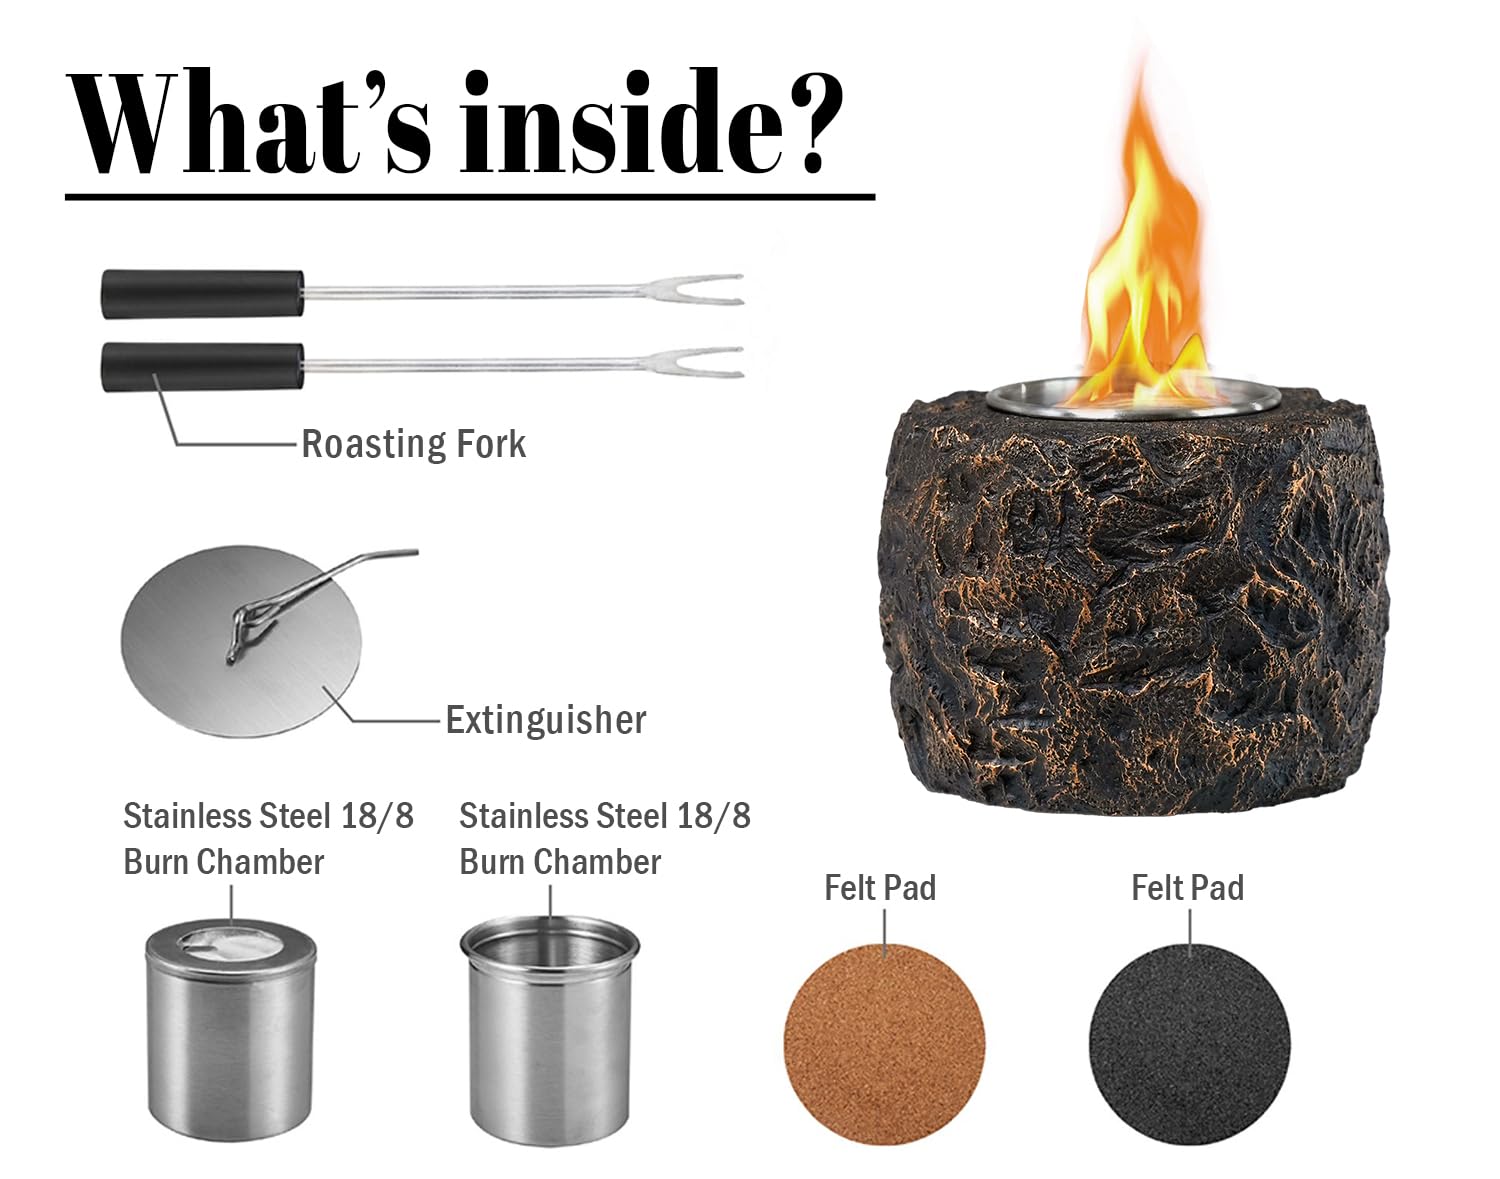 What's inside?
Roasting Fork
Extinguisher
Stainless Steel 18/8
Burn Chamber
Stainless Steel 18/8
Burn Chamber
Felt Pad
Felt Pad